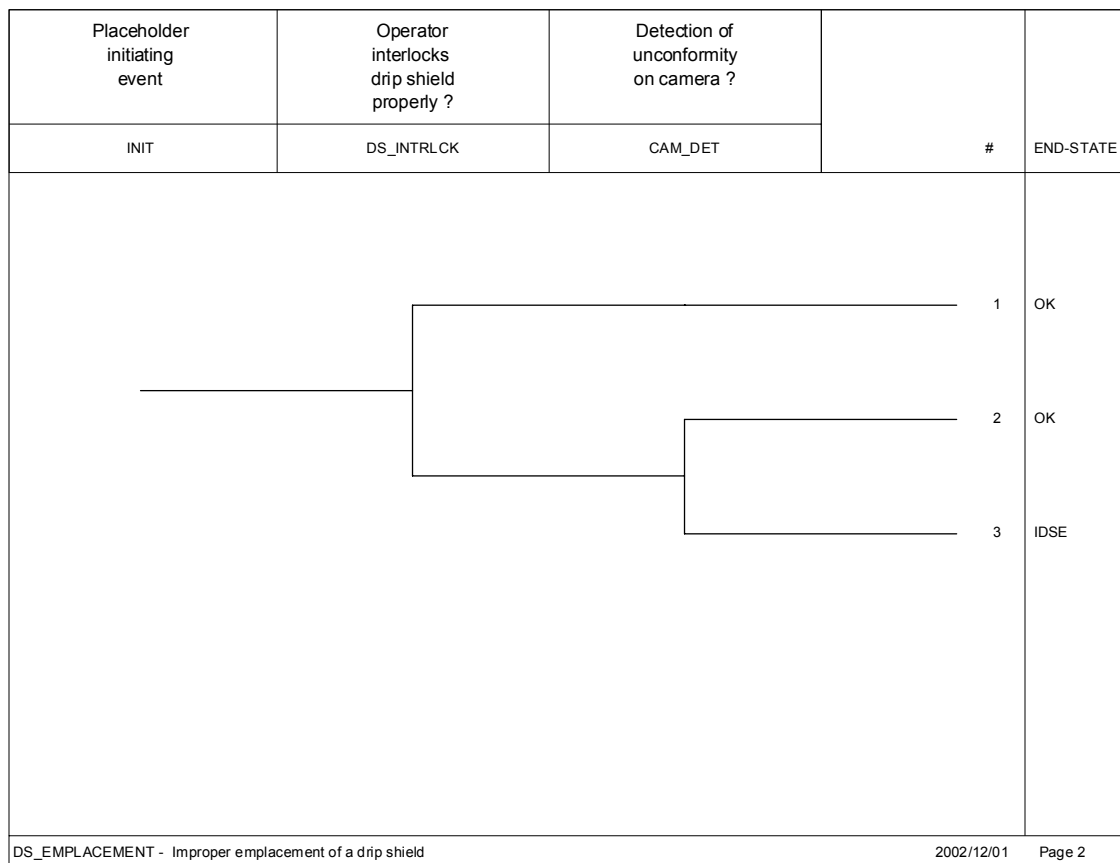 Placeholder
initiating
event
Operator
interlocks
drip shield
properly ?
Detection of
unconformity
on camera ?
INIT
DS_INTRLCK
CAM_DET
#
END-STATE
1
OK
2
OK
3
IDSE
DS_EMPLACEMENT - Improper emplacement of a drip shield
2002/12/01
Page 2